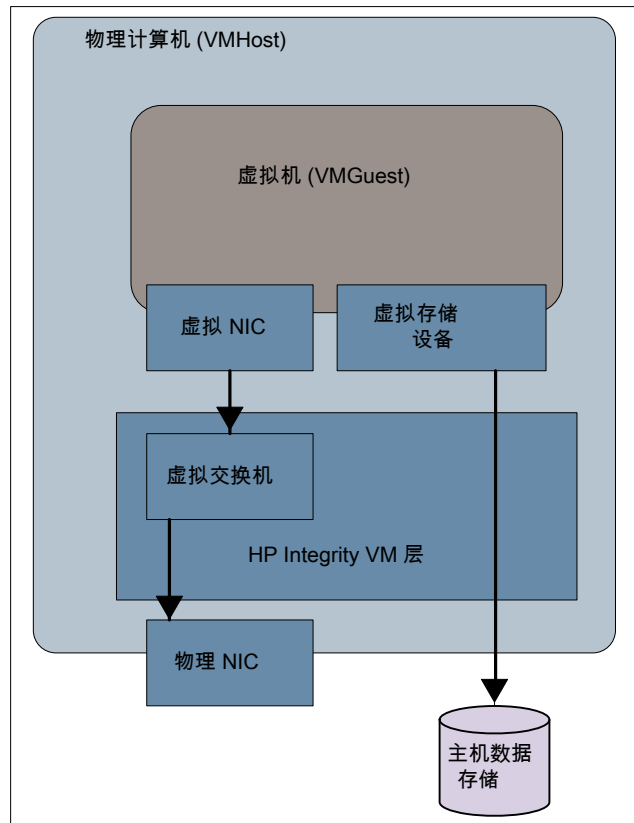 物理计算机 (VMHost)
虚拟机 (VMGuest)
虚拟 NIC
虚拟存储
设备
虚拟交换机
HP Integrity VM 层
物理 NIC
主机数据
存储